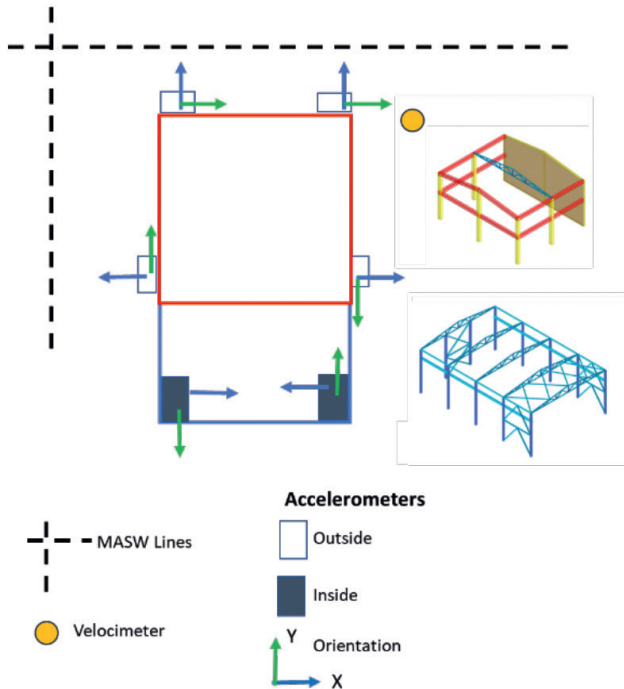 Accelerometers
MASW Lines
Outside
Inside
Velocimeter
Y
Orientation
X